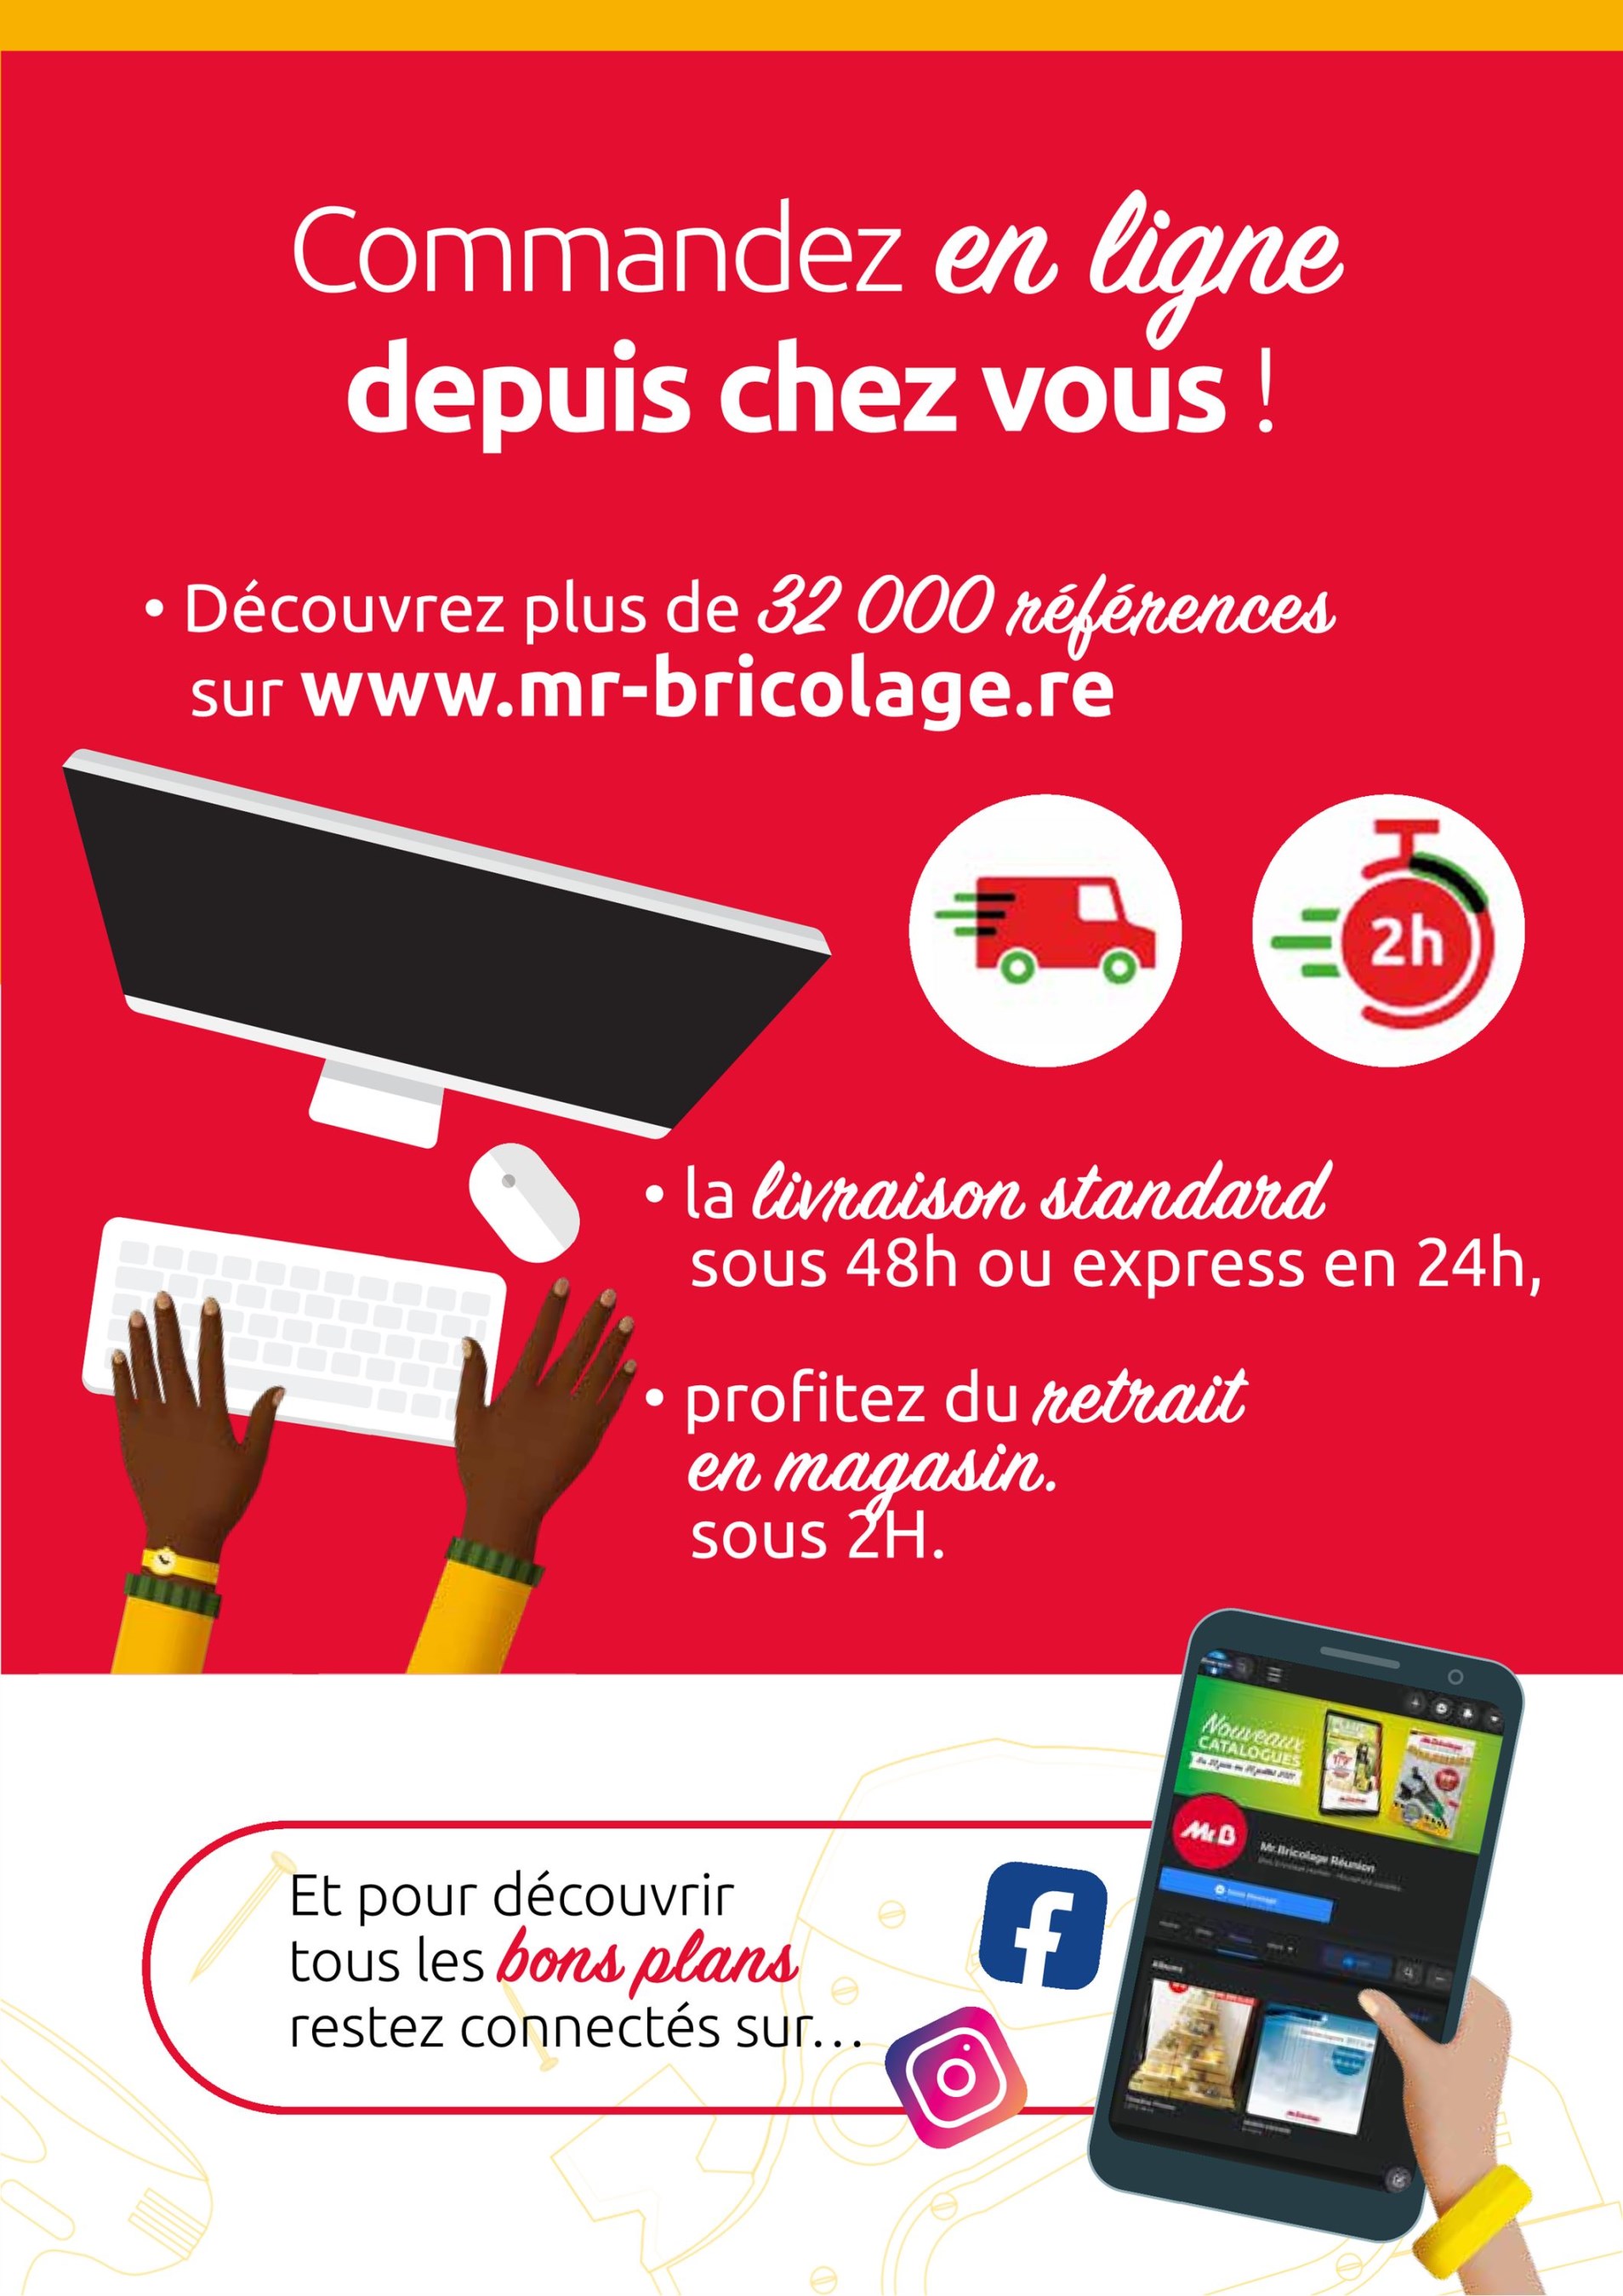 Commandez en ligne
depuis chez vous !
• Découvrez plus de 32 000 références
sur www.mr-bricolage.re
2h
• la livraison standard
sous 48h ou express en 24h,
• profitez du retrait
en magasin.
sous 2H.
Nouveaux
CATALOGUES
Mr.B
Mr.Bricolage Réunion
Albums
Et pour découvrir
tous les bons plans
restez connectés sur...